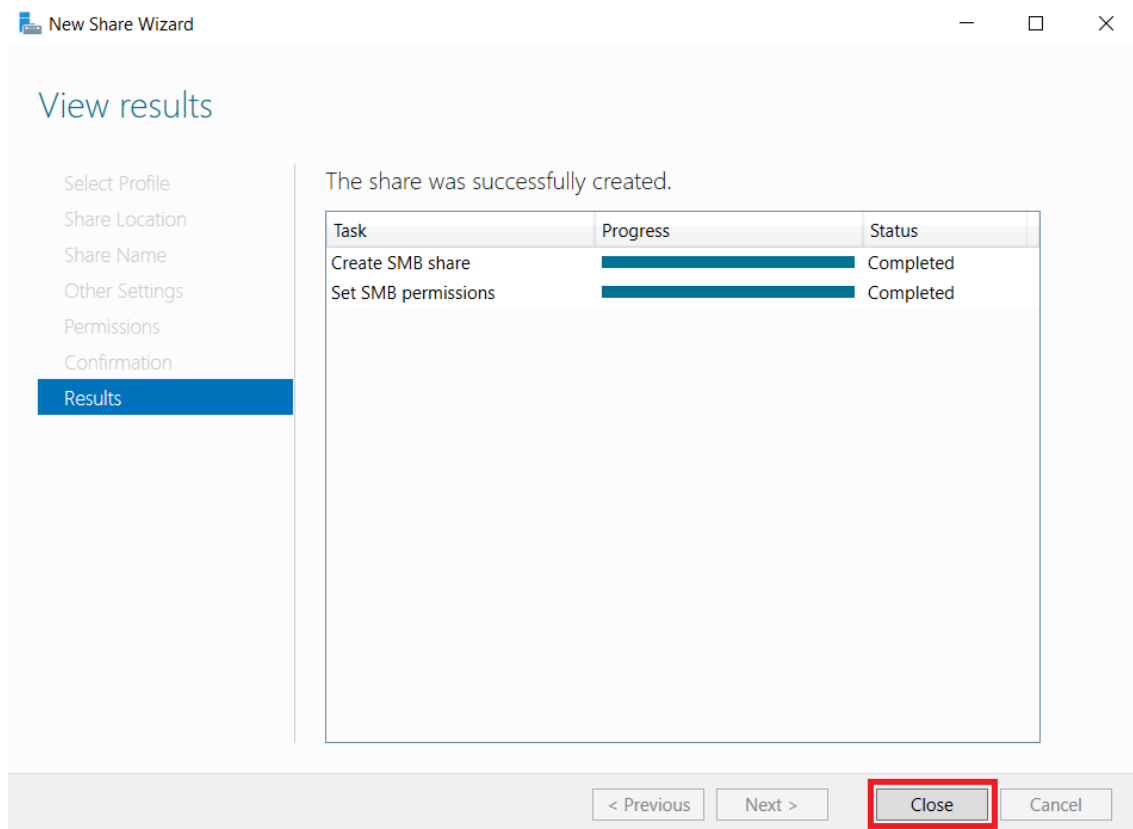 New Share Wizard
View results
Select Profile
Share Location
Share Name
Other Settings
Permissions
Confirmation
Results
The share was successfully created.
Task Progress Status
Create SMB share Completed
Set SMB permissions Completed
< Previous Next > Close Cancel